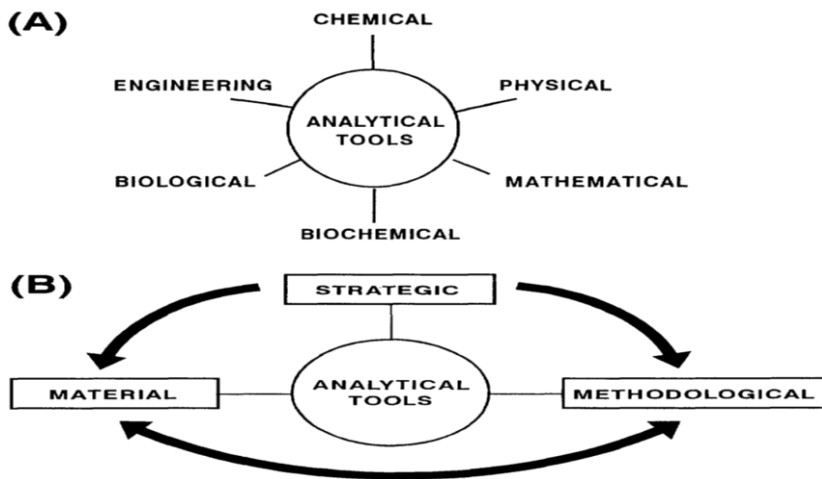 (A)
CHEMICAL
ENGINEERING
PHYSICAL
ANALYTICAL
TOOLS
BIOLOGICAL
MATHEMATICAL
BIOCHEMICAL
(B)
STRATEGIC
MATERIAL
ANALYTICAL
TOOLS
METHODOLOGICAL